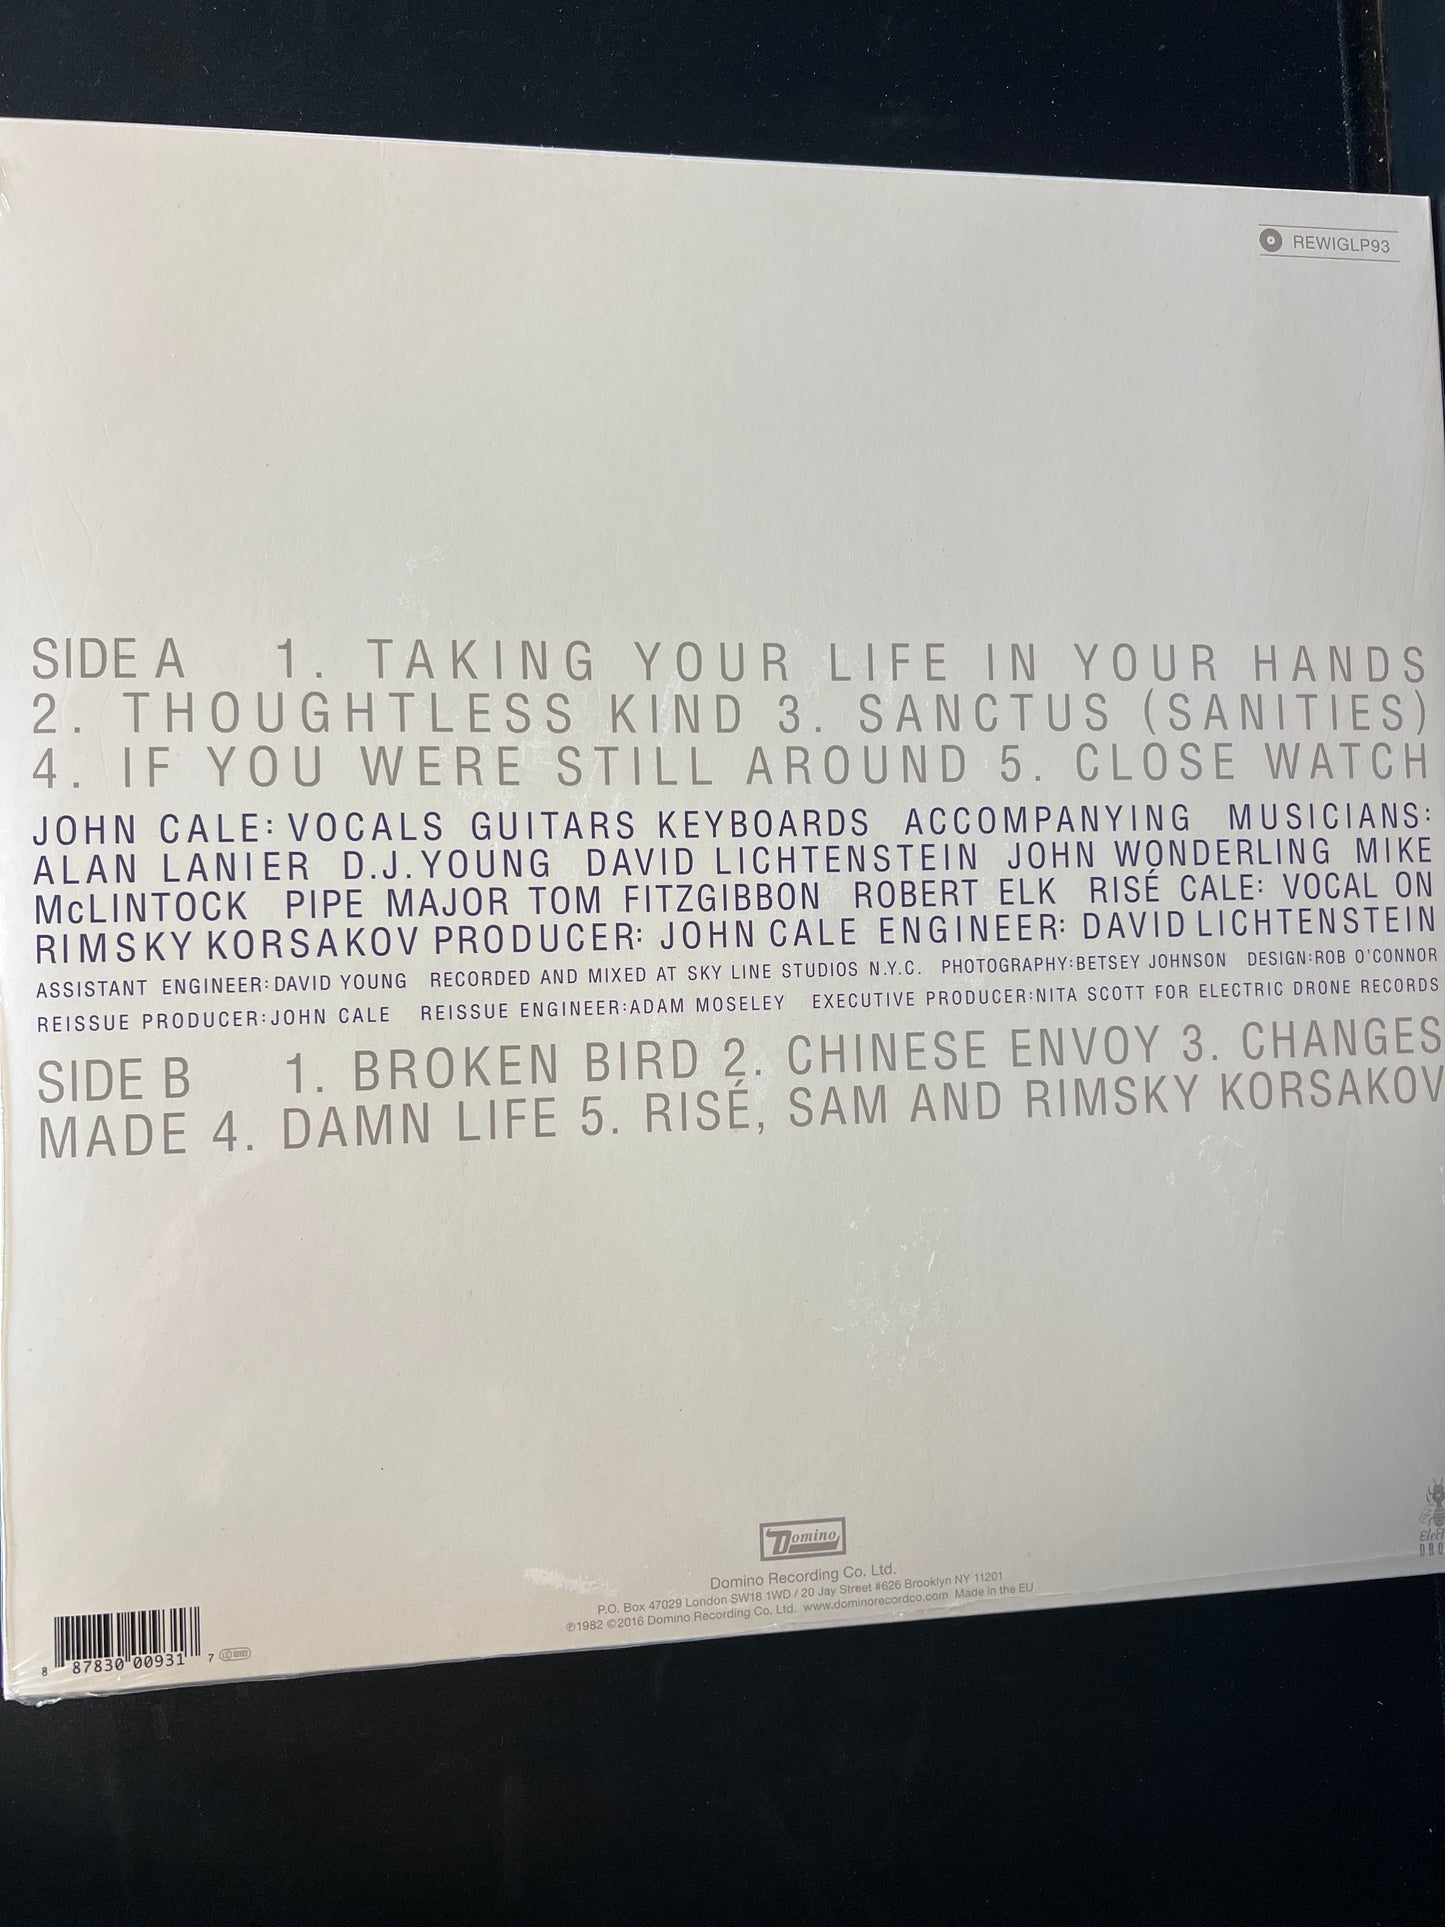 REWIGLP93
SIDE A 1. TAKING YOUR LIFE IN YOUR HANDS
2. THOUGHTLESS KIND 3. SANCTUS (SANITIES)
4. IF YOU WERE STILL AROUND 5. CLOSE WATCH
JOHN CALE: VOCALS GUITARS KEYBOARDS ACCOMPANYING MUSICIANS:
ALAN LANIER D.J.YOUNG DAVID LICHTENSTEIN JOHN WONDERLING MIKE
McLINTOCK PIPE MAJOR TOM FITZGIBBON ROBERT ELK RISÉ CALE: VOCAL ON
RIMSKY KORSAKOV PRODUCER: JOHN CALE ENGINEER: DAVID LICHTENSTEIN
ASSISTANT ENGINEER:DAVID YOUNG RECORDED AND MIXED AT SKY LINE STUDIOS N.Y.C. PHOTOGRAPHY:BETSEY JOHNSON DESIGN:ROB O'CONNOR
REISSUE PRODUCER:JOHN CALE REISSUE ENGINEER:ADAM MOSELEY EXECUTIVE PRODUCER:NITA SCOTT FOR ELECTRIC DRONE RECORDS
SIDE B 1. BROKEN BIRD 2. CHINESE ENVOY 3. CHANGES
MADE 4. DAMN LIFE 5. RISÉ, SAM AND RIMSKY KORSAKOV
Domino
Domino Recording Co. Ltd.
P.O. Box 47029 London SW18 1WD / 20 Jay Street #626 Brooklyn NY 11201
℗1982 ©2016 Domino Recording Co. Ltd. www.dominorecordco.com Made in the EU
8 87830 00931 7